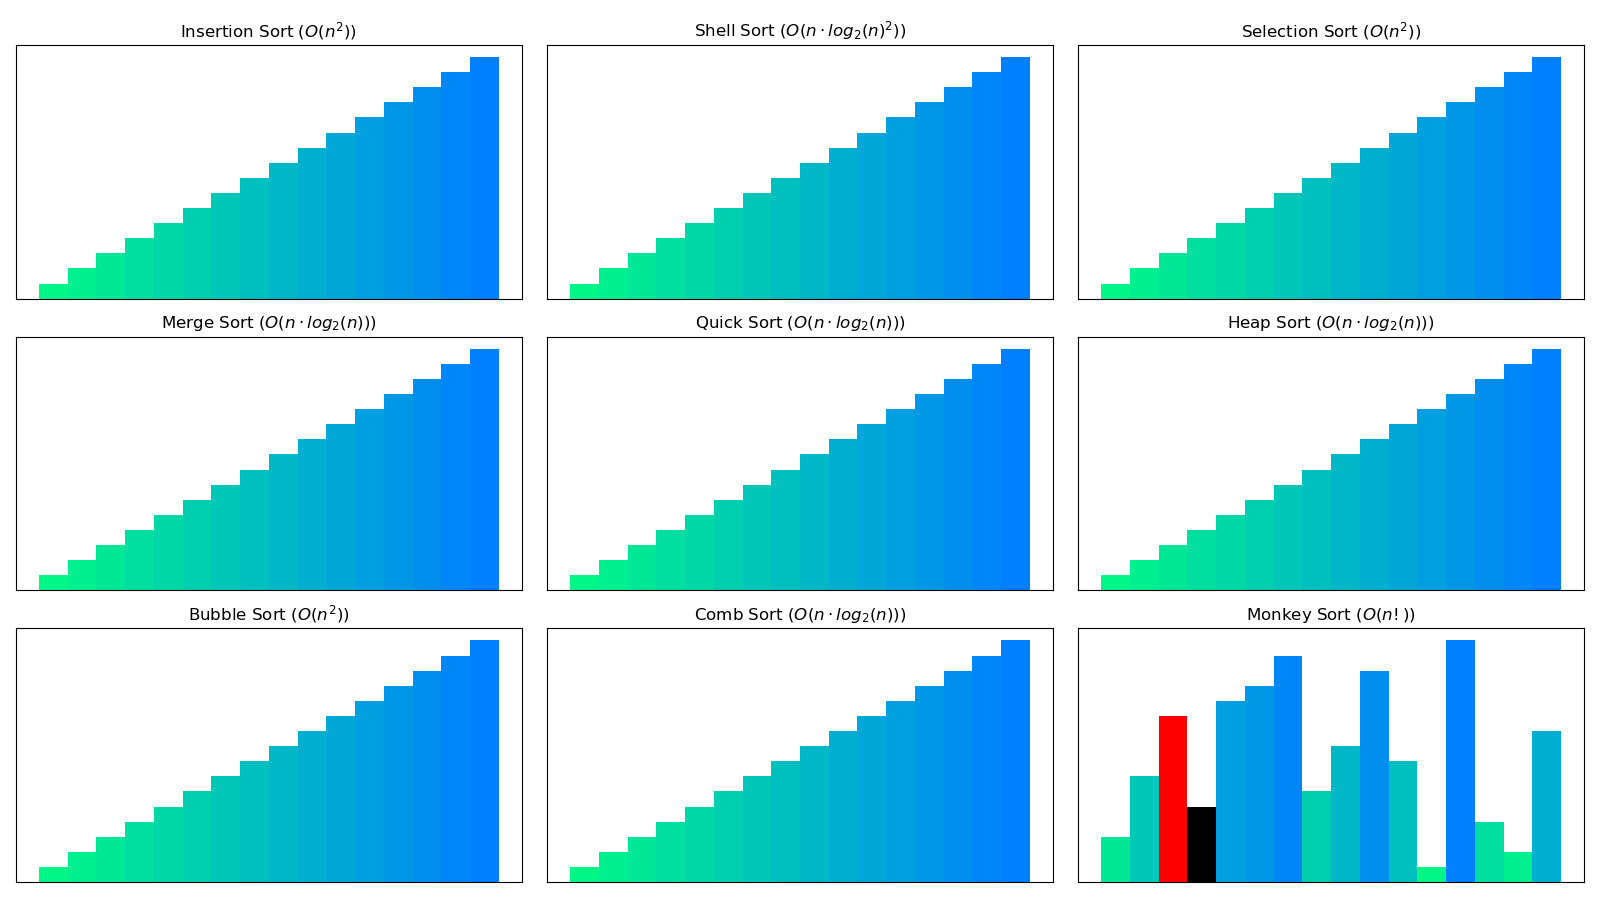 Insertion Sort (O(n²))
Shell Sort (O(n · log₂(n)²))
Selection Sort (O(n²))
Merge Sort (O(n · log₂(n)))
Quick Sort (O(n · log₂(n)))
Heap Sort (O(n · log₂(n)))
Bubble Sort (O(n²))
Comb Sort (O(n · log₂(n)))
Monkey Sort (O(n!))